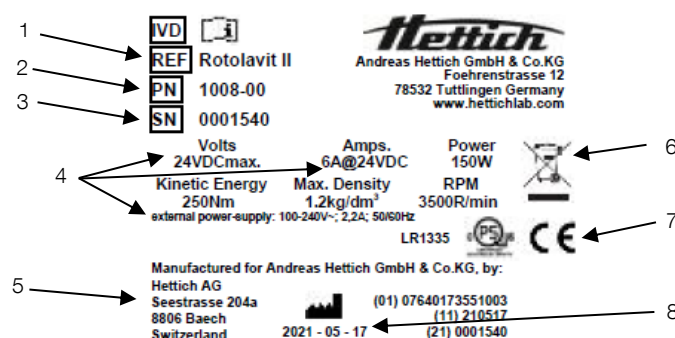 1
IVD
Hettich
REF Rotolavit II
Andreas Hettich GmbH & Co.KG
Foehrenstrasse 12
78532 Tuttlingen Germany
www.hettichlab.com
2
PN 1008-00
3
SN 0001540
Volts Amps. Power
24VDCmax. 6A@24VDC 150W
4
6
Kinetic Energy Max. Density RPM
250Nm 1.2kg/dm³ 3500R/min
external power-supply: 100-240V~; 2,2A; 50/60Hz
LR1335 PS CE
7
Manufactured for Andreas Hettich GmbH & Co.KG, by:
5
Hettich AG
Seestrasse 204a
8806 Baech
Switzerland
(01) 07640173551003
(11) 210517
8
2021 - 05 - 17 (21) 0001540